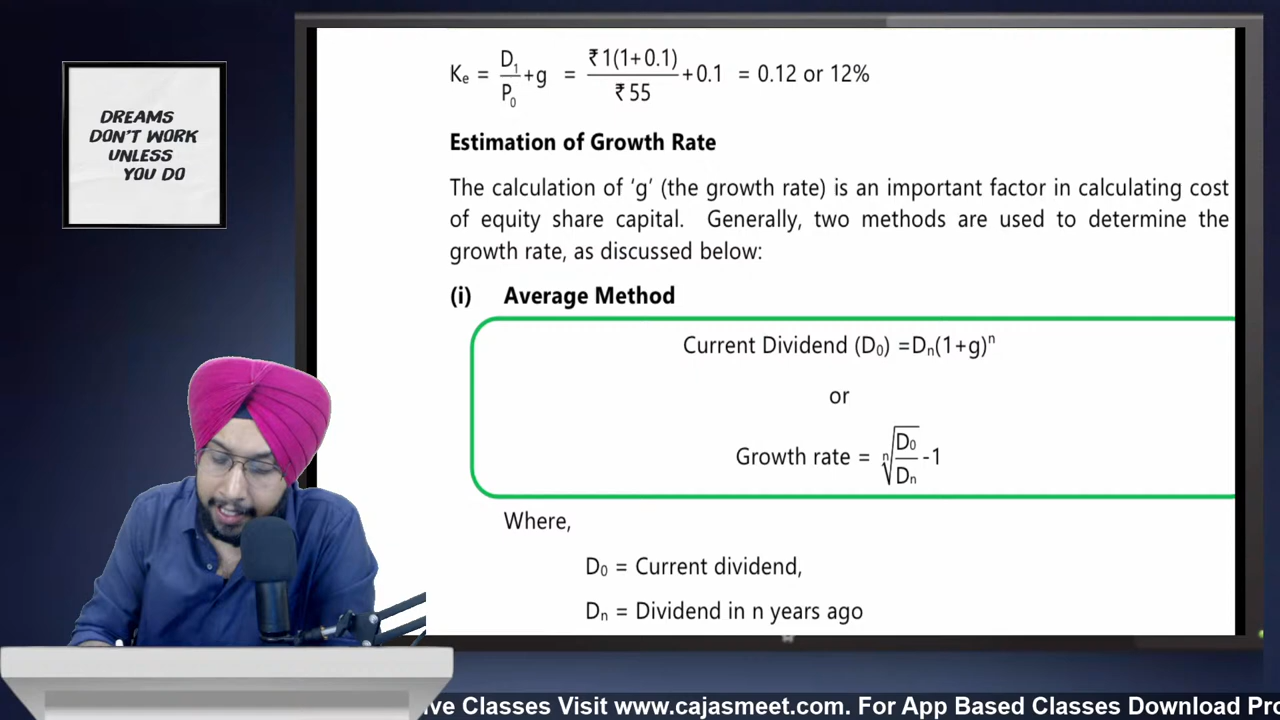 DREAMS
DON'T WORK
UNLESS
YOU DO
Ke = D1/P0 + g = ₹1(1+0.1)/₹55 + 0.1 = 0.12 or 12%
Estimation of Growth Rate
The calculation of 'g' (the growth rate) is an important factor in calculating cost
of equity share capital. Generally, two methods are used to determine the
growth rate, as discussed below:
(i) Average Method
Current Dividend (D0) =Dn(1+g)^n
or
Growth rate = n√(D0/Dn) -1
Where,
D0 = Current dividend,
Dn = Dividend in n years ago
ive Classes Visit www.cajasmeet.com. For App Based Classes Download Pro